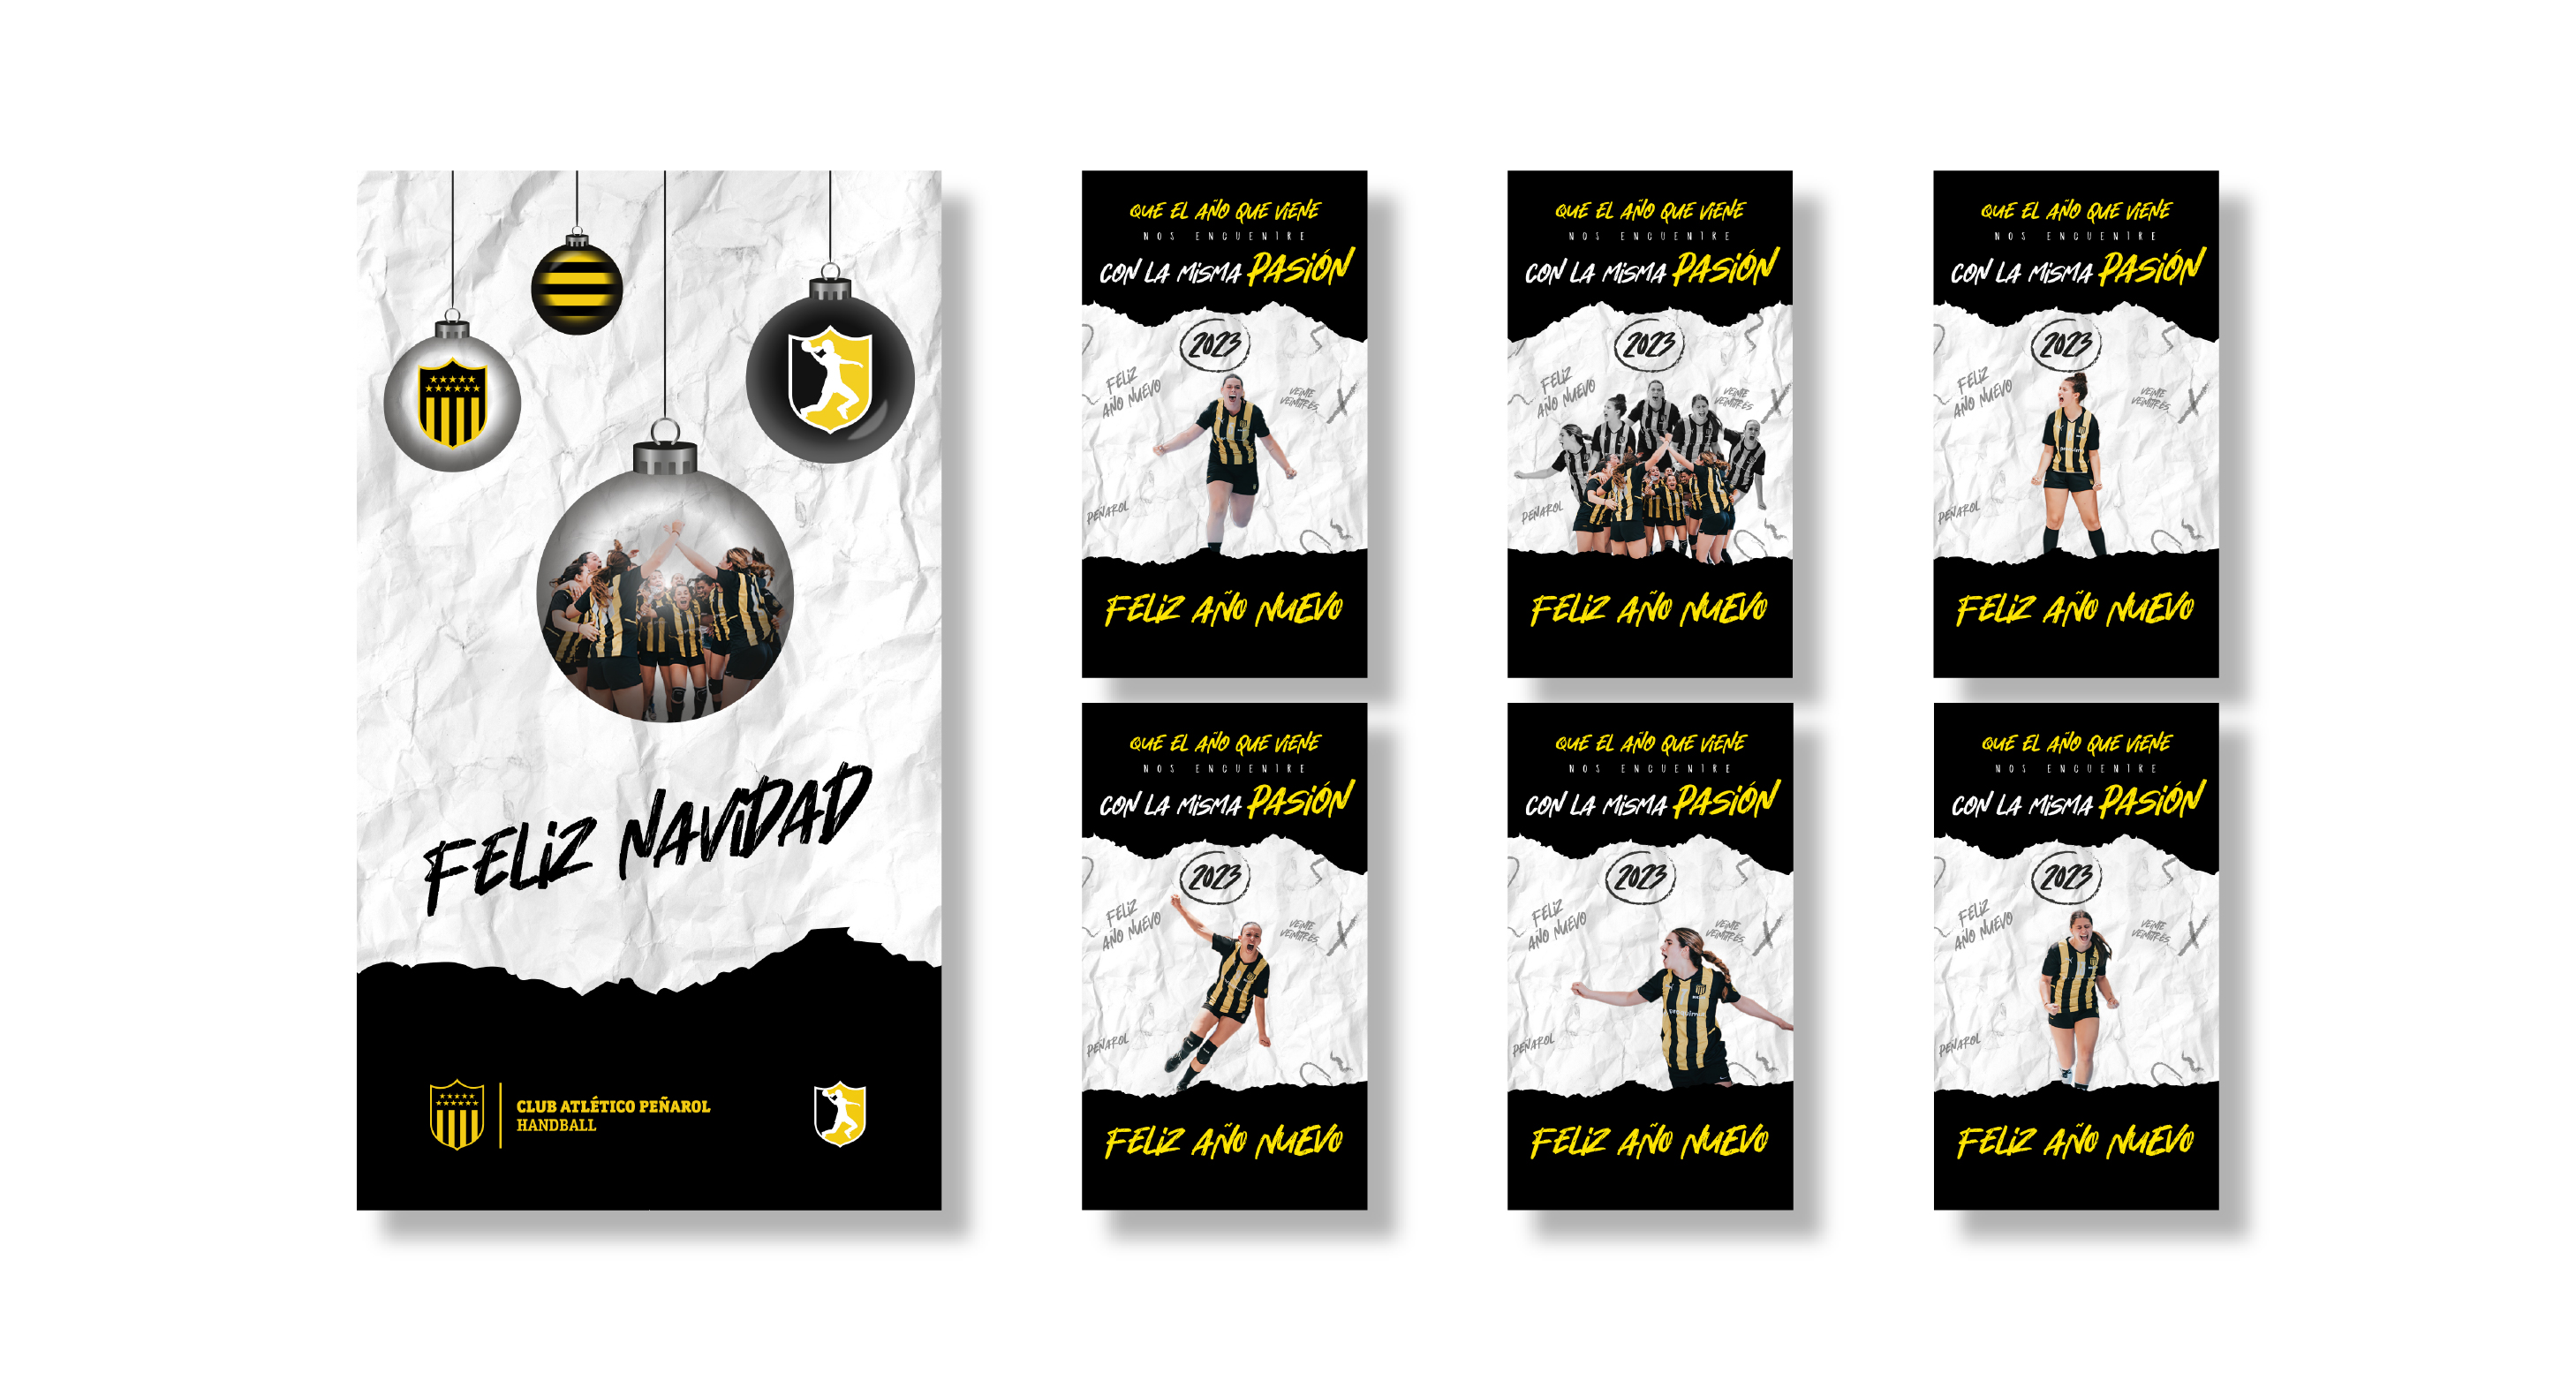 FELIZ NAVIDAD
CLUB ATLÉTICO PEÑAROL
HANDBALL
QUE EL AÑO QUE VIENE
NOS ENCUENTRE
CON LA MISMA PASIÓN
2023
FELIZ
AÑO NUEVO
VEINTE
VEINTITRÉS
PEÑAROL
FELIZ AÑO NUEVO
QUE EL AÑO QUE VIENE
NOS ENCUENTRE
CON LA MISMA PASIÓN
2023
FELIZ
AÑO NUEVO
VEINTE
VEINTITRÉS
PEÑAROL
FELIZ AÑO NUEVO
QUE EL AÑO QUE VIENE
NOS ENCUENTRE
CON LA MISMA PASIÓN
2023
FELIZ
AÑO NUEVO
VEINTE
VEINTITRÉS
PEÑAROL
FELIZ AÑO NUEVO
QUE EL AÑO QUE VIENE
NOS ENCUENTRE
CON LA MISMA PASIÓN
2023
FELIZ
AÑO NUEVO
VEINTE
VEINTITRÉS
PEÑAROL
FELIZ AÑO NUEVO
QUE EL AÑO QUE VIENE
NOS ENCUENTRE
CON LA MISMA PASIÓN
2023
FELIZ
AÑO NUEVO
VEINTE
VEINTITRÉS
PEÑAROL
FELIZ AÑO NUEVO
QUE EL AÑO QUE VIENE
NOS ENCUENTRE
CON LA MISMA PASIÓN
2023
FELIZ
AÑO NUEVO
VEINTE
VEINTITRÉS
PEÑAROL
FELIZ AÑO NUEVO